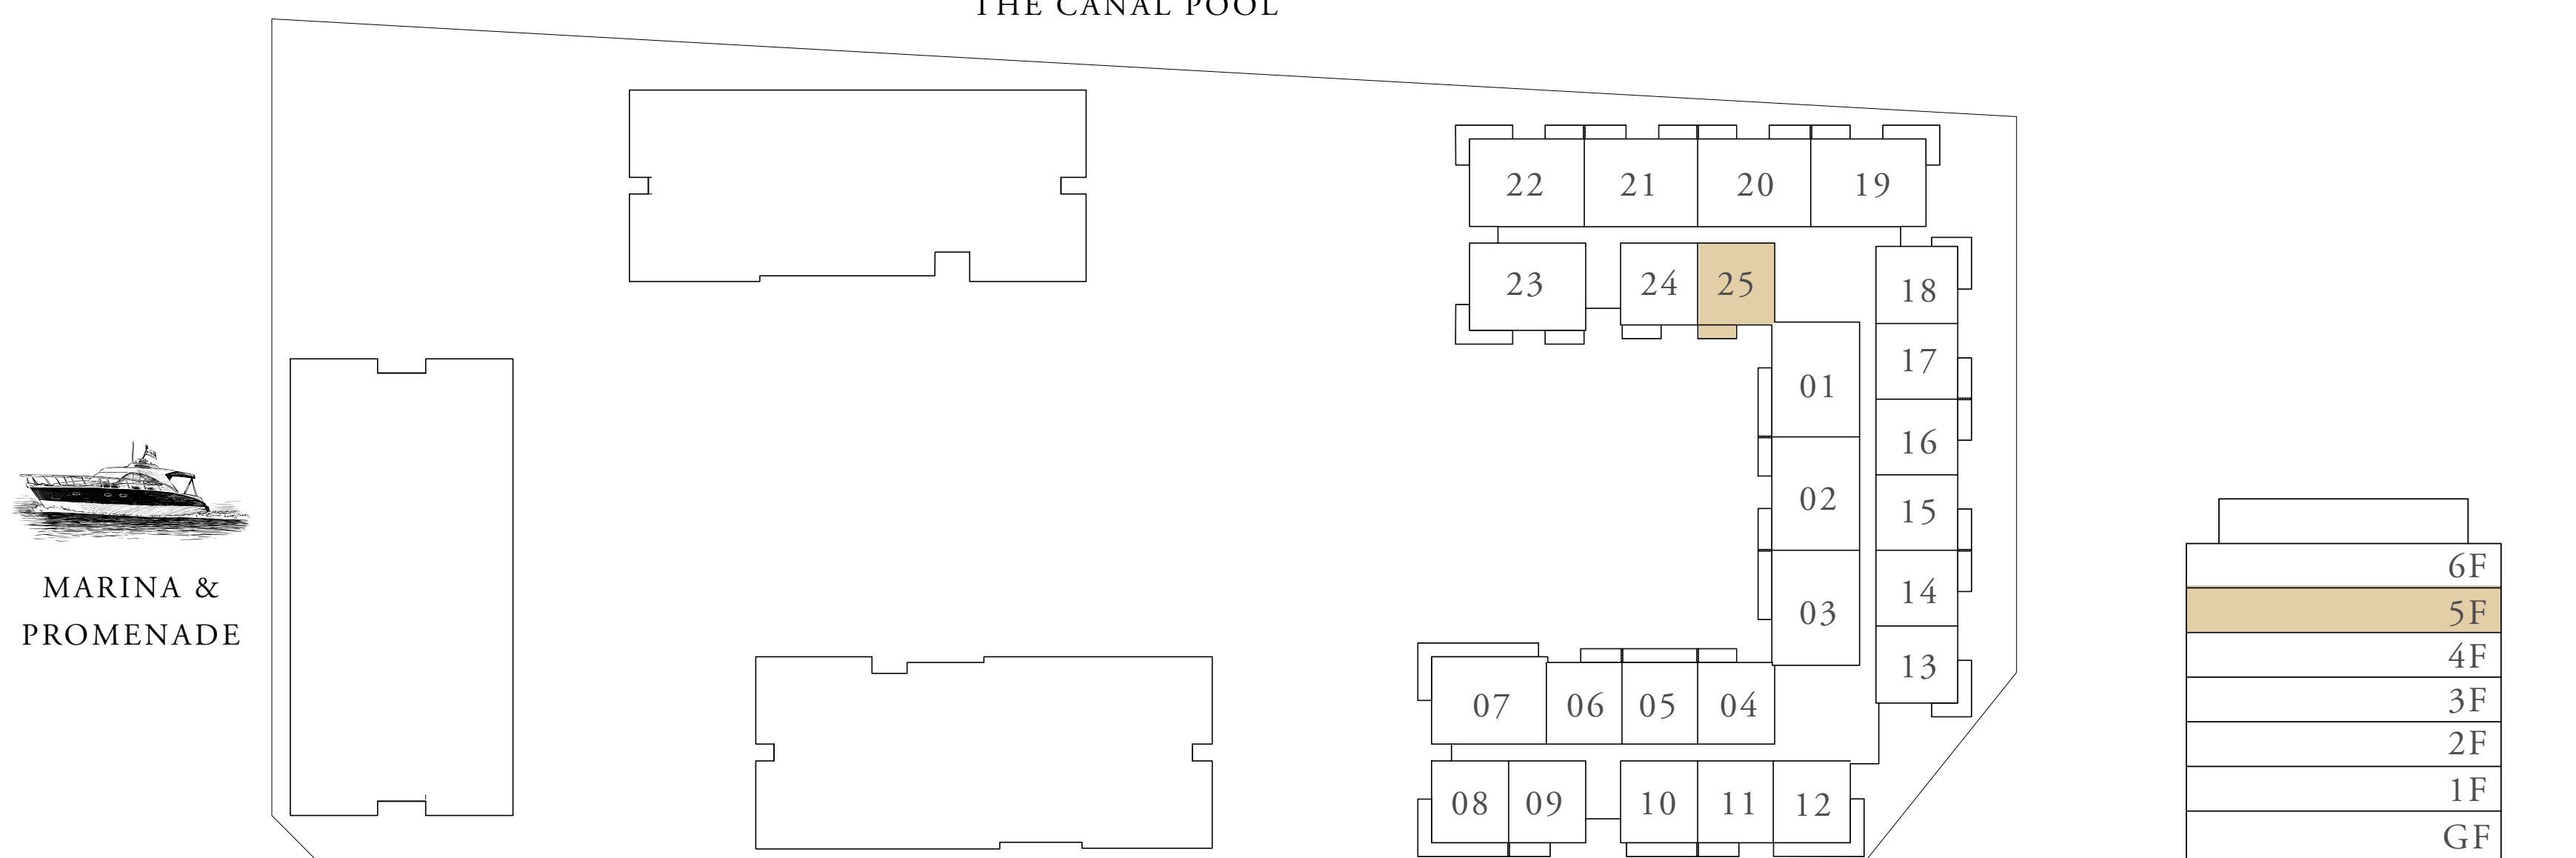 THE CANAL POOL
22 21 20 19
23 24 25
18
17
01
16
02
15
14
03
13
07 06 05 04
08 09 10 11 12
MARINA &
PROMENADE
6F
5F
4F
3F
2F
1F
GF